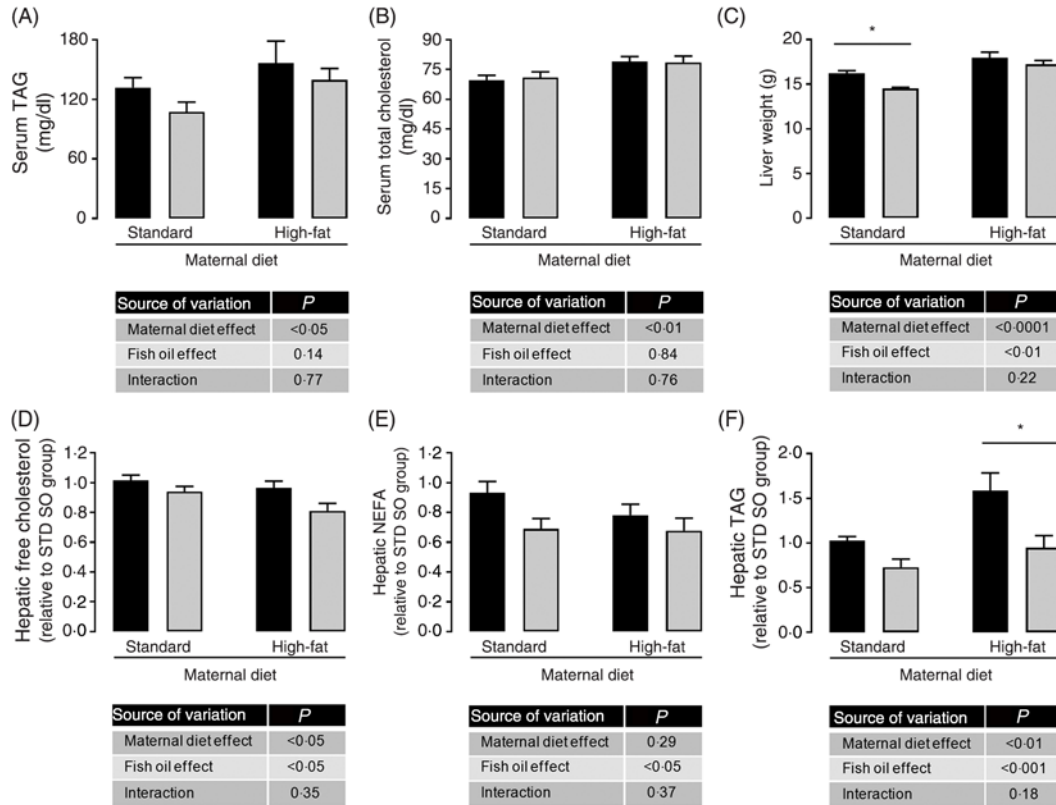 (A)
Serum TAG
(mg/dl)
180
120
60
0
Standard
High-fat
Maternal diet
Source of variation P
Maternal diet effect <0·05
Fish oil effect 0·14
Interaction 0·77
(B)
Serum total cholesterol
(mg/dl)
90
75
60
45
30
15
0
Standard
High-fat
Maternal diet
Source of variation P
Maternal diet effect <0·01
Fish oil effect 0·84
Interaction 0·76
(C)
Liver weight (g)
20
15
10
5
0
*
Standard
High-fat
Maternal diet
Source of variation P
Maternal diet effect <0·0001
Fish oil effect <0·01
Interaction 0·22
(D)
Hepatic free cholesterol
(relative to STD SO group)
1·2
1·0
0·8
0·6
0·4
0·2
0·0
Standard
High-fat
Maternal diet
Source of variation P
Maternal diet effect <0·05
Fish oil effect <0·05
Interaction 0·35
(E)
Hepatic NEFA
(relative to STD SO group)
1·2
1·0
0·8
0·6
0·4
0·2
0·0
Standard
High-fat
Maternal diet
Source of variation P
Maternal diet effect 0·29
Fish oil effect <0·05
Interaction 0·37
(F)
Hepatic TAG
(relative to STD SO group)
2·0
1·5
1·0
0·5
0·0
*
Standard
High-fat
Maternal diet
Source of variation P
Maternal diet effect <0·01
Fish oil effect <0·001
Interaction 0·18